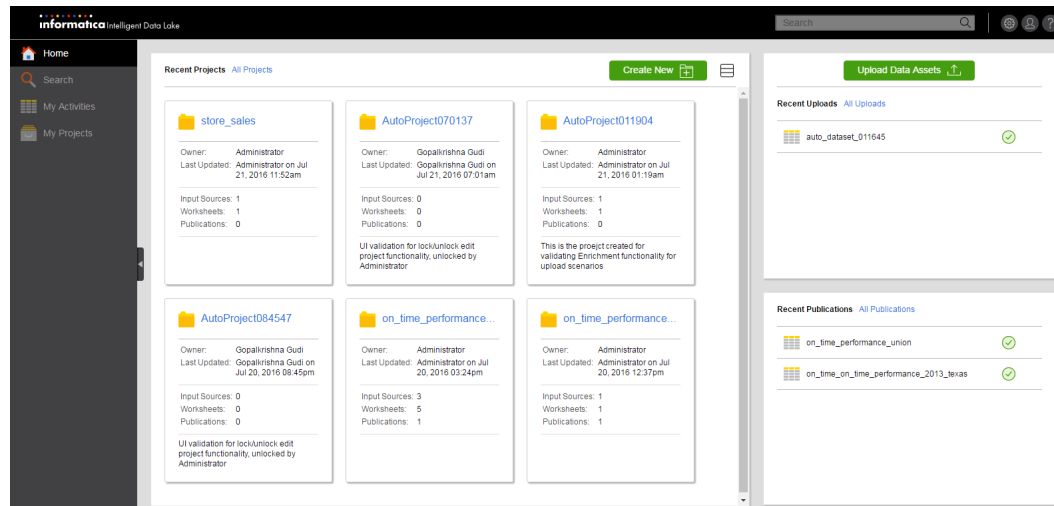 informatica Intelligent Data Lake
Search
?
Home
Search
My Activities
My Projects
Recent Projects All Projects
Create New
store_sales
Owner: Administrator
Last Updated: Administrator on Jul
21, 2016 11:52am
Input Sources: 1
Worksheets: 1
Publications: 0
AutoProject070137
Owner: Gopalkrishna Gudi
Last Updated: Gopalkrishna Gudi on
Jul 21, 2016 07:01am
Input Sources: 0
Worksheets: 0
Publications: 0
UI validation for lock/unlock edit
project functionality, unlocked by
Administrator
AutoProject011904
Owner: Administrator
Last Updated: Administrator on Jul
21, 2016 01:19am
Input Sources: 1
Worksheets: 1
Publications: 0
This is the proejct created for
validating Enrichment functionality for
upload scenarios
AutoProject084547
Owner: Gopalkrishna Gudi
Last Updated: Gopalkrishna Gudi on
Jul 20, 2016 08:45pm
Input Sources: 0
Worksheets: 0
Publications: 0
UI validation for lock/unlock edit
project functionality, unlocked by
Administrator
on_time_performance...
Owner: Administrator
Last Updated: Administrator on Jul
20, 2016 03:24pm
Input Sources: 3
Worksheets: 5
Publications: 1
on_time_performance...
Owner: Administrator
Last Updated: Administrator on Jul
20, 2016 12:37pm
Input Sources: 1
Worksheets: 1
Publications: 1
Upload Data Assets
Recent Uploads All Uploads
auto_dataset_011645
Recent Publications All Publications
on_time_performance_union
on_time_on_time_performance_2013_texas